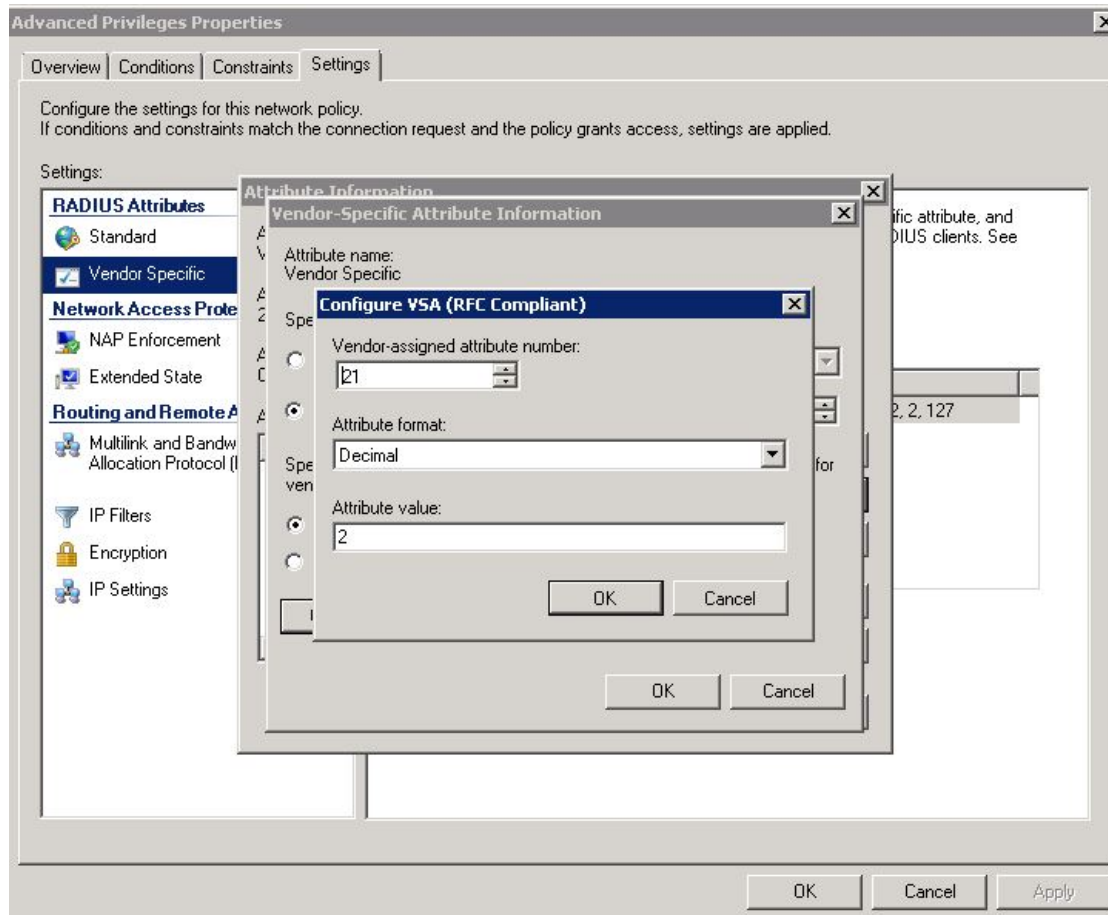 Advanced Privileges Properties
Overview
Conditions
Constraints
Settings
Configure the settings for this network policy.
If conditions and constraints match the connection request and the policy grants access, settings are applied.
Settings:
RADIUS Attributes
Standard
Vendor Specific
Network Access Prote
NAP Enforcement
Extended State
Routing and Remote A
Multilink and Bandw
Allocation Protocol (
IP Filters
Encryption
IP Settings
Attribute Information
Vendor-Specific Attribute Information
Attribute name:
Vendor Specific
Spe
Spe
ven
for
OK
Cancel
Configure VSA (RFC Compliant)
Vendor-assigned attribute number:
21
Attribute format:
Decimal
Attribute value:
2
OK
Cancel
ific attribute, and
DIUS clients. See
2, 2, 127
OK
Cancel
Apply